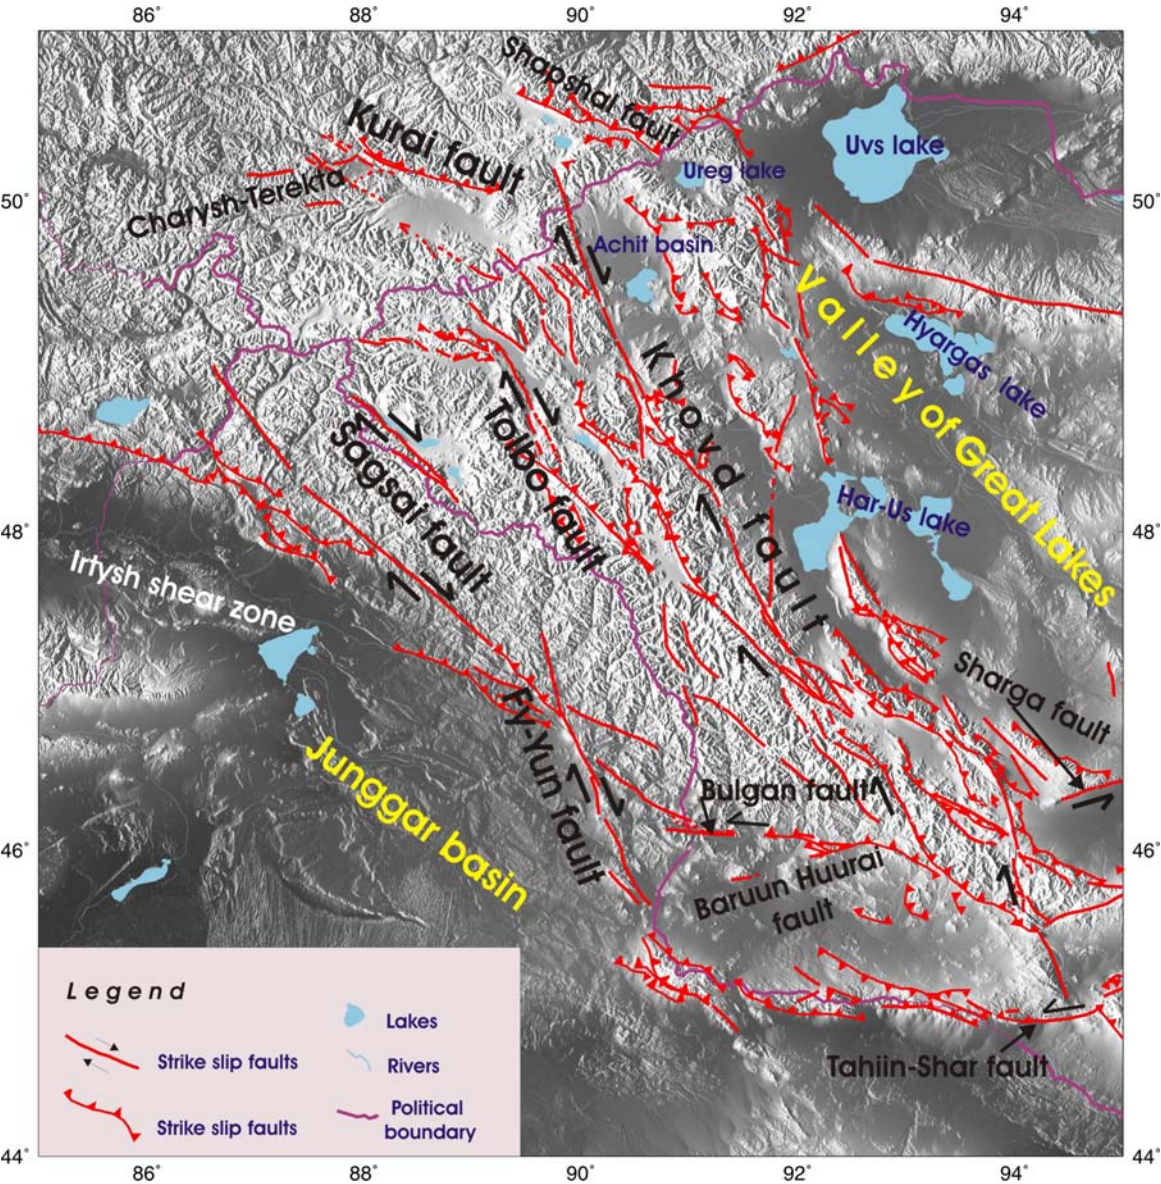 86° 88° 90° 92° 94°
Shapshal fault
Kurai fault
Uvs lake
Ureg lake
Charysh-Terekta
50° 50°
Achit basin
Valley of Great Lakes
Hyargas lake
Khovd fault
Tolbo fault
Sagsai fault
Har-Us lake
48° 48°
Irtysh shear zone
Sharga fault
Fy-Yun fault
Junggar basin
Bulgan fault
46° 46°
Baruun Huurai
fault
Tahiin-Shar fault
Legend
Strike slip faults
Strike slip faults
Lakes
Rivers
Political
boundary
44° 44°
86° 88° 90° 92° 94°